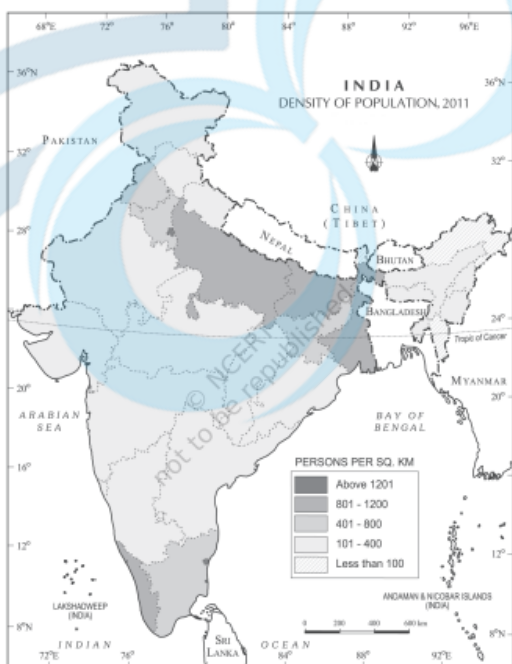 68°E 72°E 76°E 80°E 84°E 88°E 92°E
36°N 36°N
INDIA
DENSITY OF POPULATION, 2011
PAKISTAN
N
32° 32°
CHINA
(TIBET)
NEPAL
28°
BHUTAN
BANGLADESH
24°
Tropic of Cancer
© NCERT
not to be republished
MYANMAR
20° 20°
ARABIAN
SEA
BAY OF
BENGAL
16°
PERSONS PER SQ. KM
Above 1201
801 - 1200
401 - 800
101 - 400
Less than 100
12° 12°
LAKSHADWEEP
(INDIA)
ANDAMAN & NICOBAR ISLANDS
(INDIA)
8°N 8°N
0 200 400 600 km
SRI
LANKA
INDIAN OCEAN
72°E 76° 84° 88°E 92°E